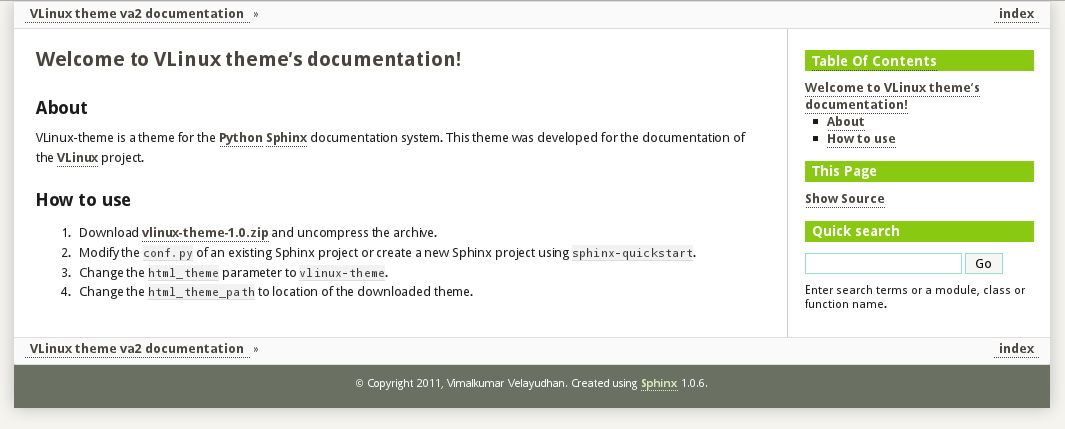 VLinux theme va2 documentation » index
Welcome to VLinux theme's documentation!
About
VLinux-theme is a theme for the Python Sphinx documentation system. This theme was developed for the documentation of
the VLinux project.
How to use
1. Download vlinux-theme-1.0.zip and uncompress the archive.
2. Modify the conf.py of an existing Sphinx project or create a new Sphinx project using sphinx-quickstart.
3. Change the html_theme parameter to vlinux-theme.
4. Change the html_theme_path to location of the downloaded theme.
Table Of Contents
Welcome to VLinux theme's
documentation!
About
How to use
This Page
Show Source
Quick search
Go
Enter search terms or a module, class or
function name.
VLinux theme va2 documentation » index
© Copyright 2011, Vimalkumar Velayudhan. Created using Sphinx 1.0.6.